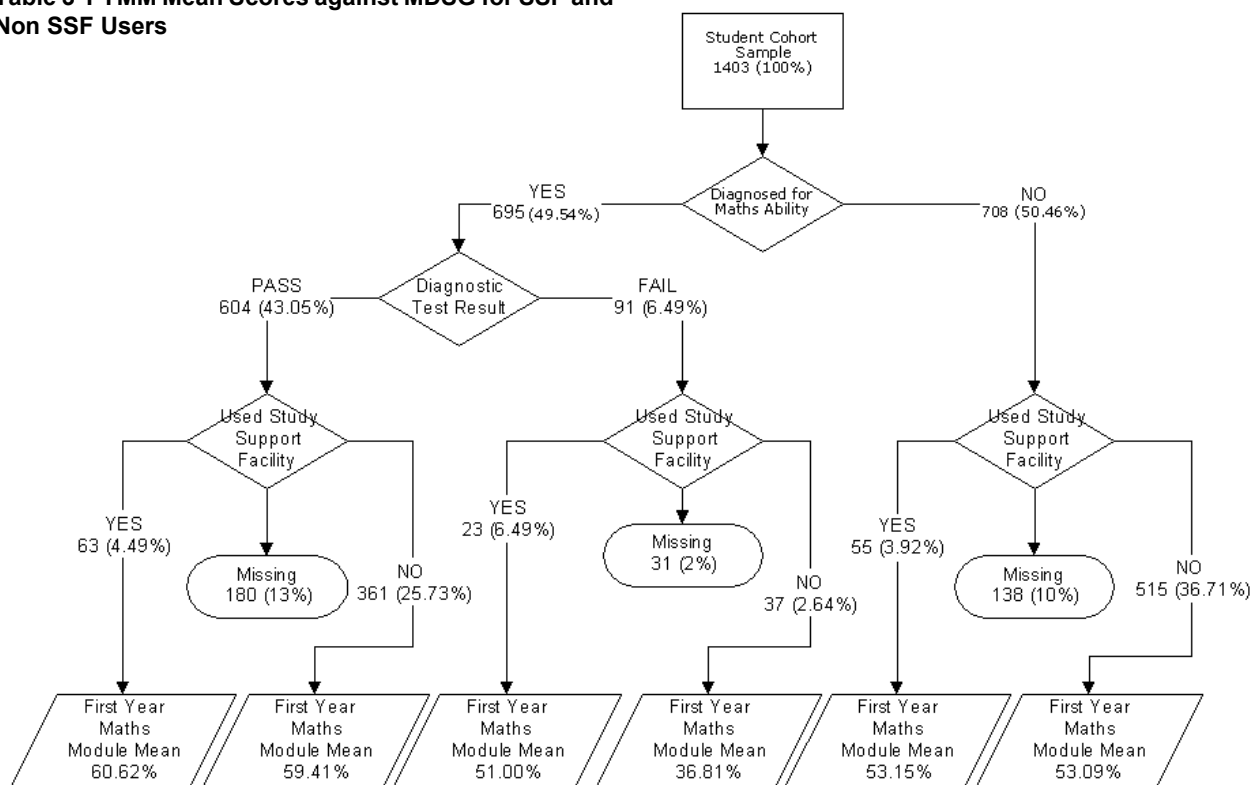 Table Mean Scores against MDSG for SSF and
Non SSF Users
Student Cohort
Sample
1403 (100%)
Diagnosed for
Maths Ability
YES
695 (49.54%)
NO
708 (50.46%)
Diagnostic
Test Result
PASS
604 (43.05%)
FAIL
91 (6.49%)
Used Study
Support
Facility
Used Study
Support
Facility
Used Study
Support
Facility
YES
63 (4.49%)
Missing
180 (13%)
NO
361 (25.73%)
YES
23 (6.49%)
Missing
31 (2%)
NO
37 (2.64%)
YES
55 (3.92%)
Missing
138 (10%)
NO
515 (36.71%)
First Year
Maths
Module Mean
60.62%
First Year
Maths
Module Mean
59.41%
First Year
Maths
Module Mean
51.00%
First Year
Maths
Module Mean
36.81%
First Year
Maths
Module Mean
53.15%
First Year
Maths
Module Mean
53.09%